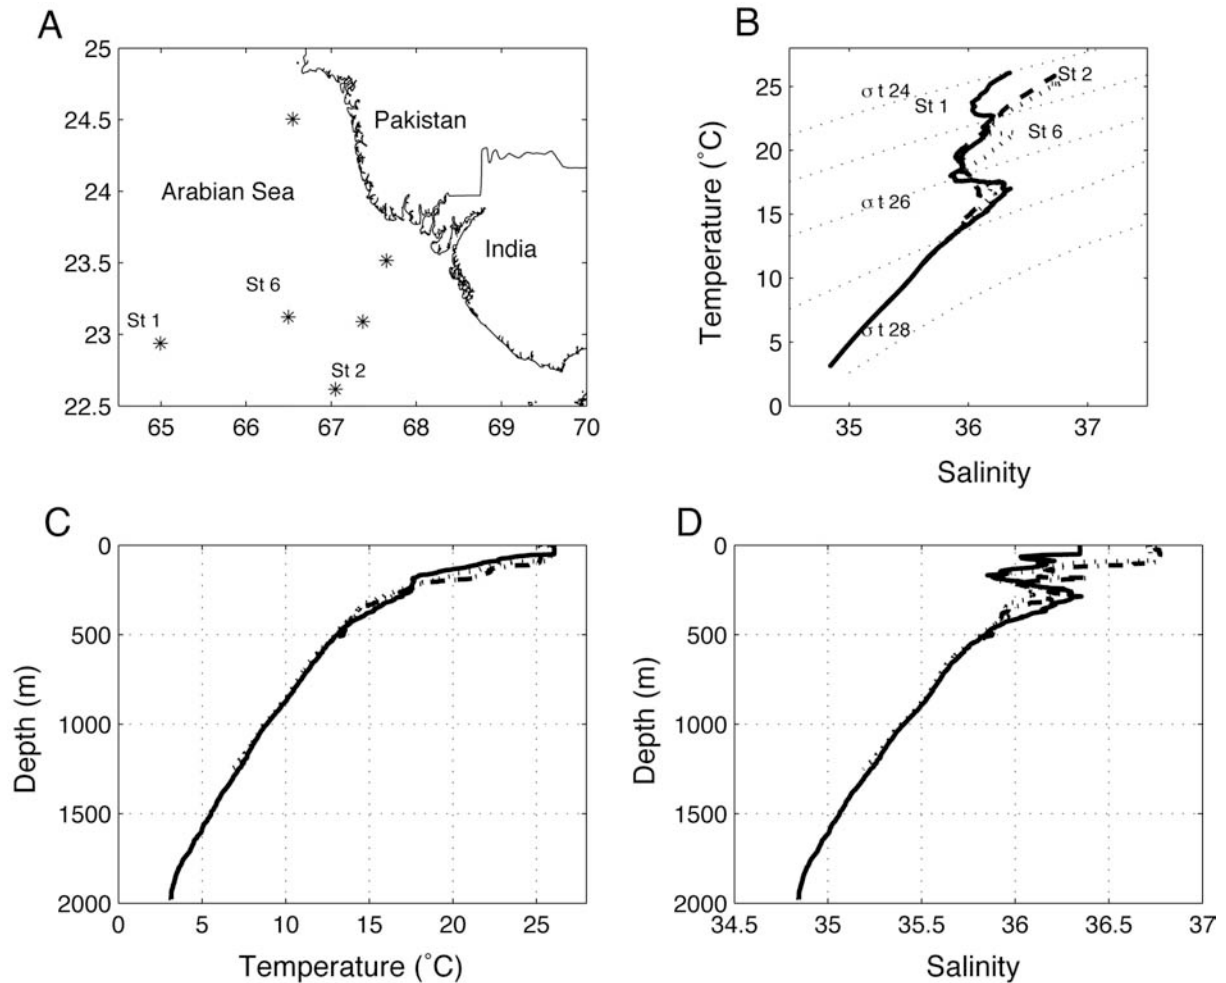 A
25
24.5
24
23.5
23
22.5
65
66
67
68
69
70
Pakistan
Arabian Sea
India
St 6
St 1
St 2
B
25
20
15
10
5
0
Temperature (˚C)
St 2
σ t 24
St 1
St 6
σ t 26
σ t 28
35
36
37
Salinity
C
0
500
1000
1500
2000
Depth (m)
0
5
10
15
20
25
Temperature (˚C)
D
0
500
1000
1500
2000
Depth (m)
34.5
35
35.5
36
36.5
37
Salinity